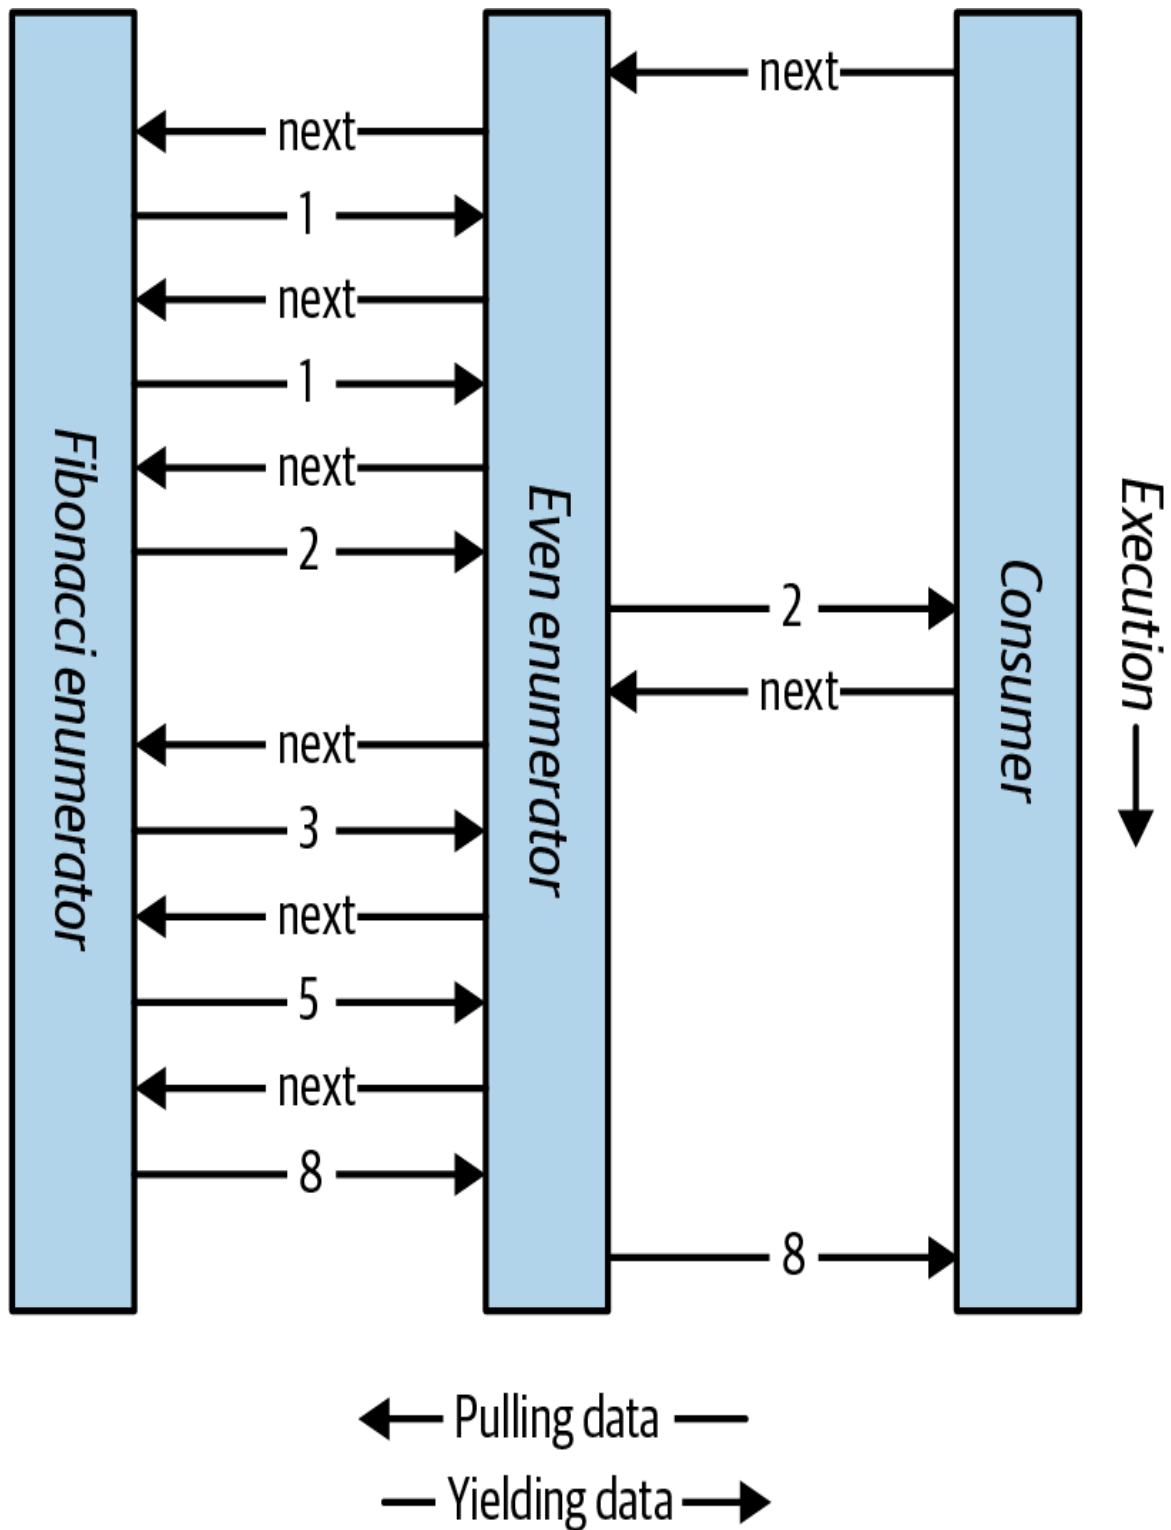 next
next
1
next
1
next
2
2
next
next
3
next
5
next
8
8
Fibonacci enumerator
Even enumerator
Consumer
Execution
Pulling data
Yielding data